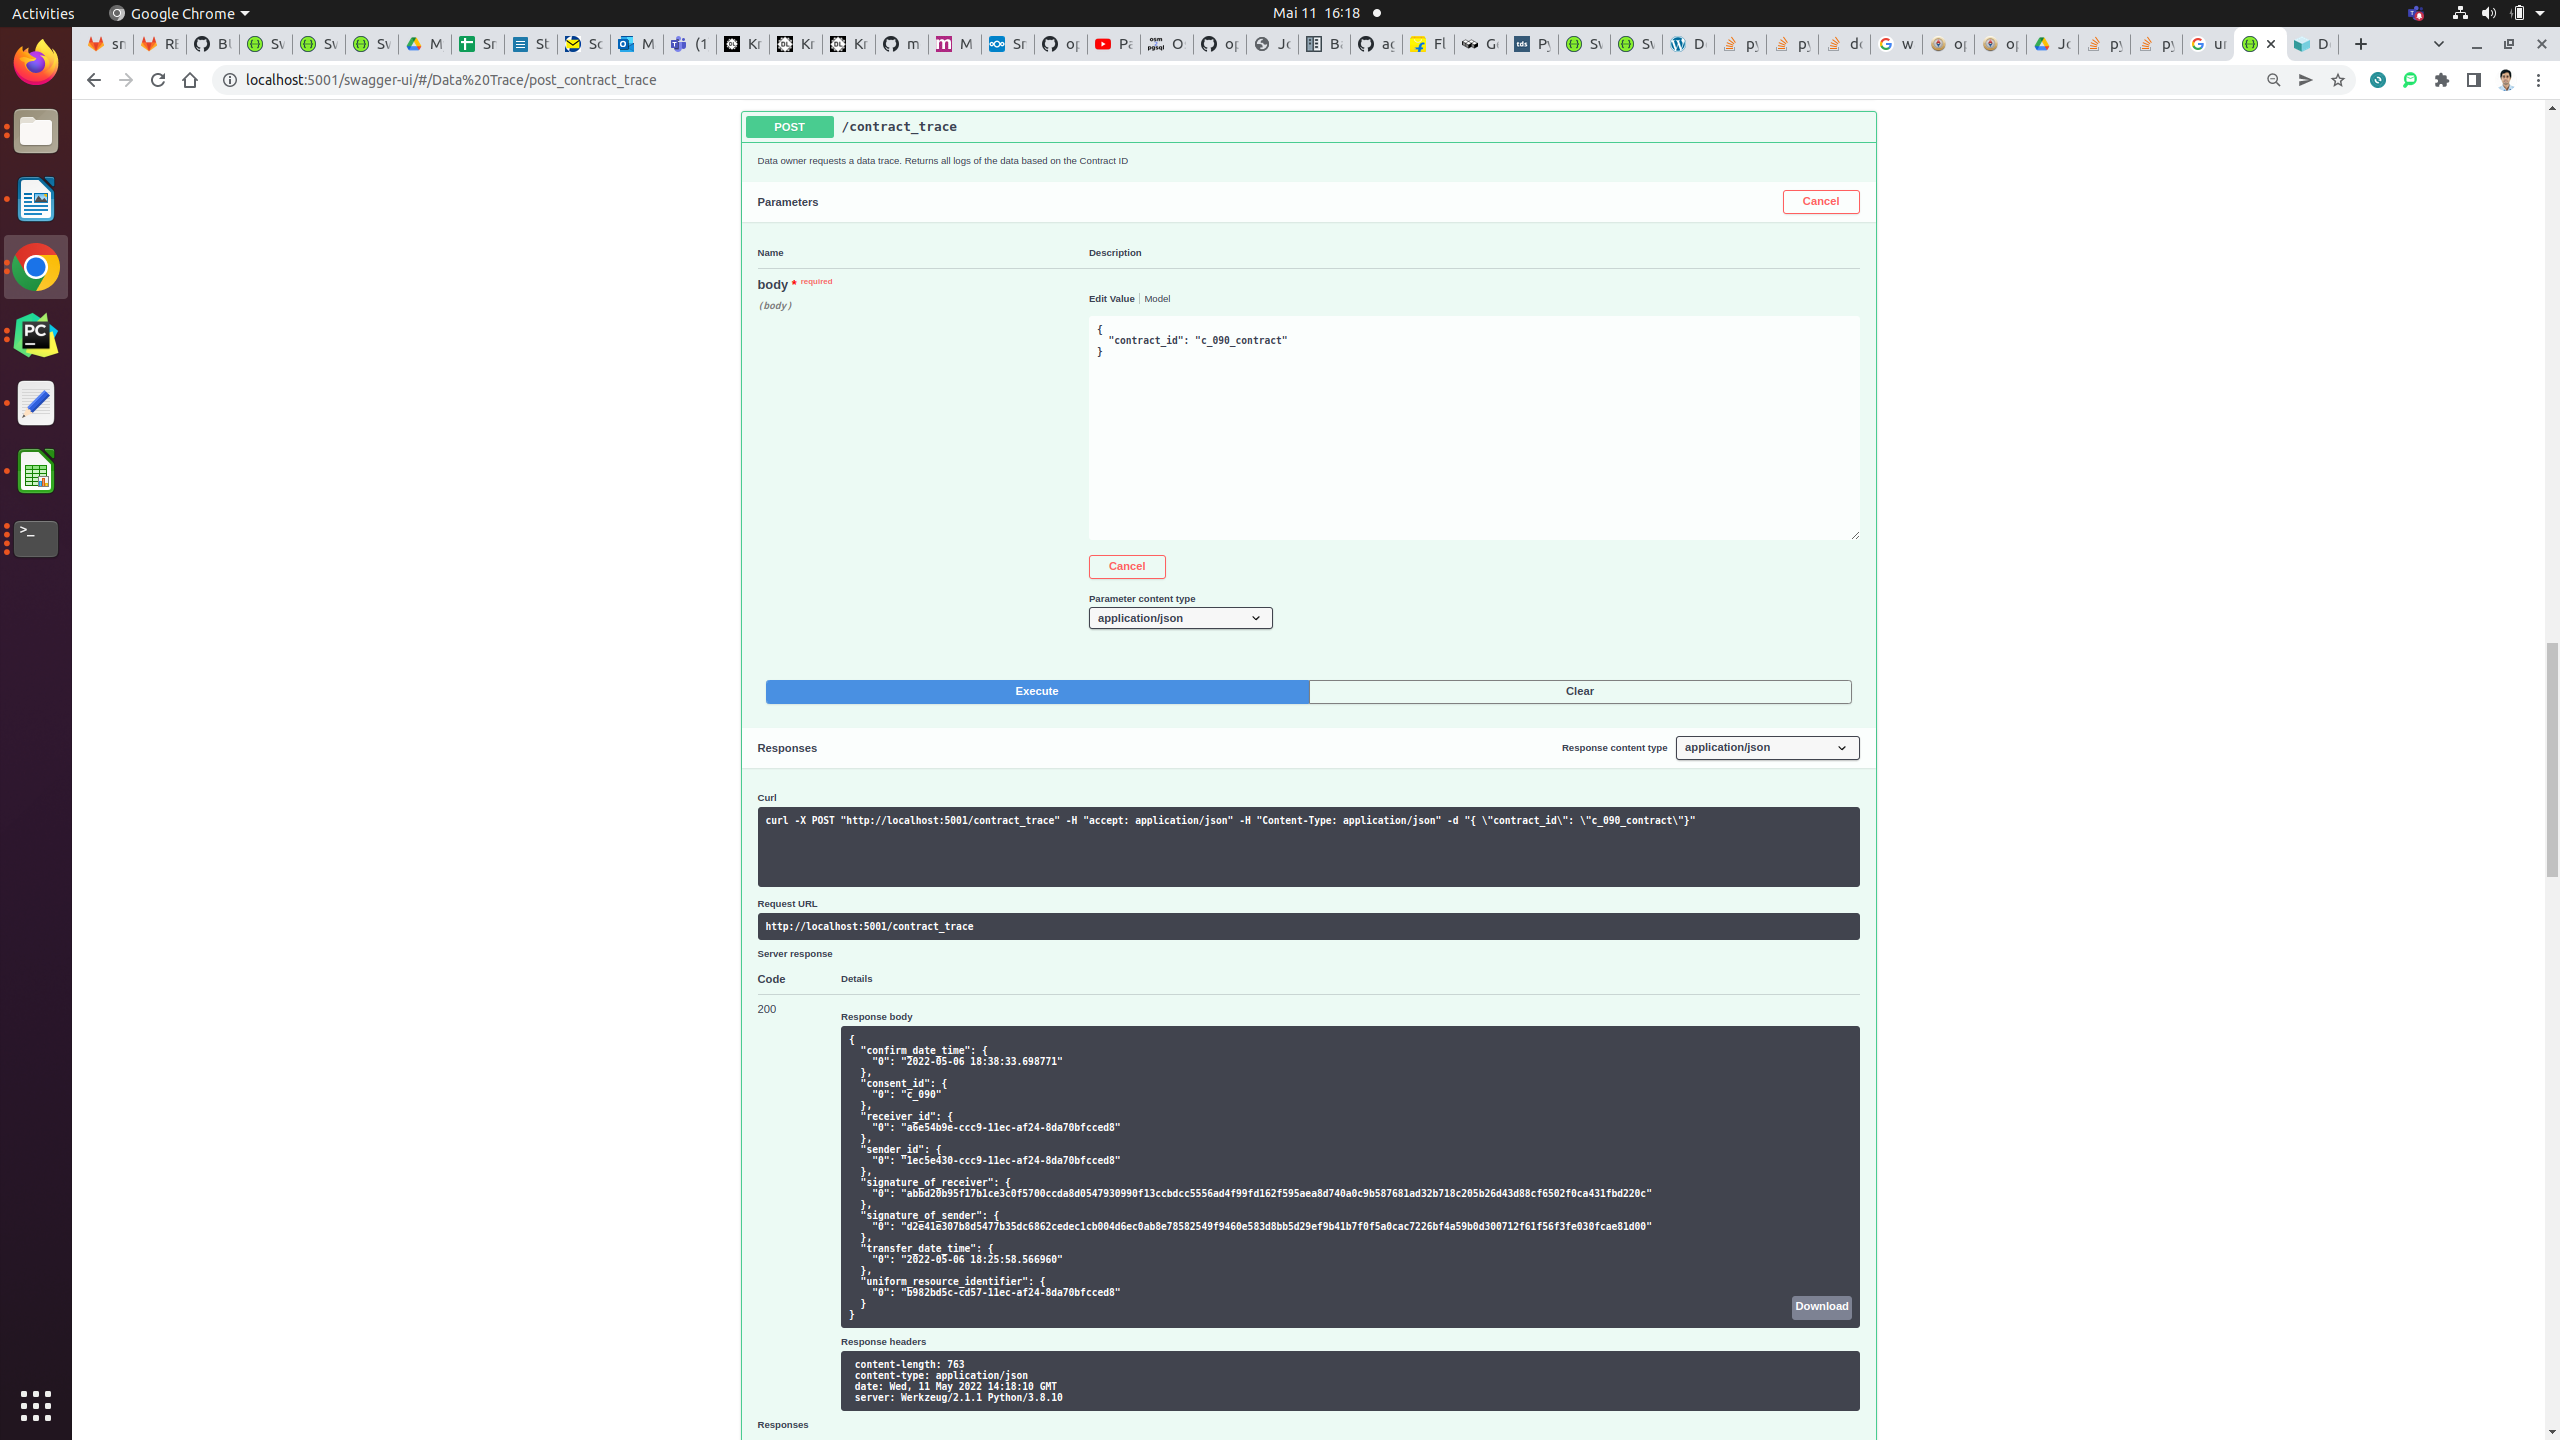 Activities
Google Chrome
Mai 11 16:18
localhost:5001/swagger-ui/#/Data%20Trace/post_contract_trace
POST /contract_trace
Data owner requests a data trace. Returns all logs of the data based on the Contract ID
Parameters
Cancel
Name Description
body * required
(body)
Edit Value Model
{
"contract_id": "c_090_contract"
}
Cancel
Parameter content type
application/json
Execute
Clear
Responses
Response content type application/json
Curl
curl -X POST "http://localhost:5001/contract_trace" -H "accept: application/json" -H "Content-Type: application/json" -d "{ \"contract_id\": \"c_090_contract\"}"
Request URL
http://localhost:5001/contract_trace
Server response
Code Details
200
Response body
{
"confirm_date_time": {
"0": "2022-05-06 18:38:33.698771"
},
"consent_id": {
"0": "c_090"
},
"receiver_id": {
"0": "a6e54b9e-ccc9-11ec-af24-8da70bfcced8"
},
"sender_id": {
"0": "1ec5e430-ccc9-11ec-af24-8da70bfcced8"
},
"signature_of_receiver": {
"0": "abbd20b95f17b1ce3c0f5700ccda8d0547930990f13ccbdcc5556ad4f99fd162f595aea8d740a0c9b587681ad32b718c205b26d43d88cf6502f0ca431fbd220c"
},
"signature_of_sender": {
"0": "d2e41e307b8d5477b35dc6862cedec1cb004d6ec0ab8e78582549f9460e583d8bb5d29ef9b41b7f0f5a0cac7226bf4a59b0d300712f61f56f3fe030fcae81d00"
},
"transfer_date_time": {
"0": "2022-05-06 18:25:58.566960"
},
"uniform_resource_identifier": {
"0": "b982bd5c-cd57-11ec-af24-8da70bfcced8"
}
}
Download
Response headers
content-length: 763
content-type: application/json
date: Wed, 11 May 2022 14:18:10 GMT
server: Werkzeug/2.1.1 Python/3.8.10
Responses